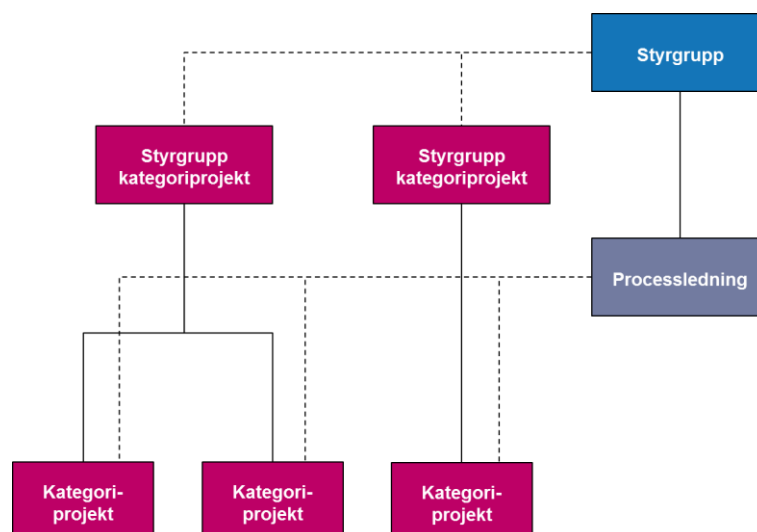 Styrgrupp
Styrgrupp
kategoriprojekt
Styrgrupp
kategoriprojekt
Processledning
Kategori-
projekt
Kategori-
projekt
Kategori-
projekt